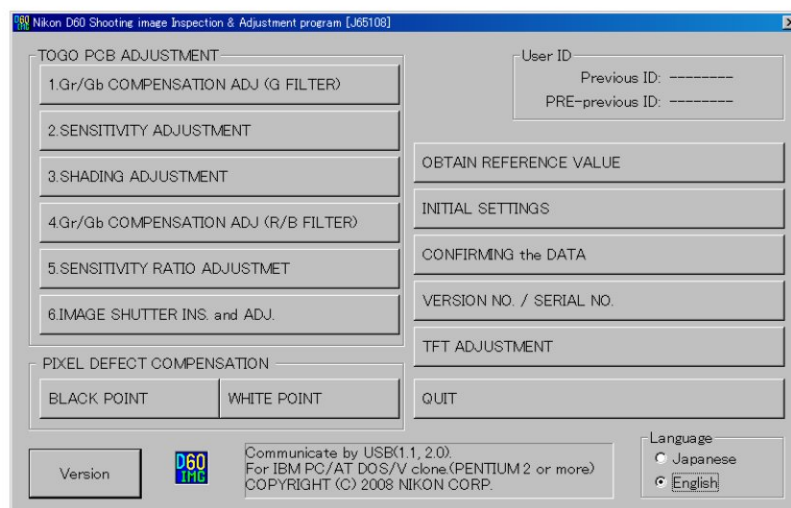 Nikon D60 Shooting image Inspection & Adjustment program [J65108]
TOGO PCB ADJUSTMENT
1.Gr/Gb COMPENSATION ADJ (G FILTER)
2.SENSITIVITY ADJUSTMENT
3.SHADING ADJUSTMENT
4.Gr/Gb COMPENSATION ADJ (R/B FILTER)
5.SENSITIVITY RATIO ADJUSTMET
6.IMAGE SHUTTER INS. and ADJ.
PIXEL DEFECT COMPENSATION
BLACK POINT
WHITE POINT
User ID
Previous ID: --------
PRE-previous ID: --------
OBTAIN REFERENCE VALUE
INITIAL SETTINGS
CONFIRMING the DATA
VERSION NO. / SERIAL NO.
TFT ADJUSTMENT
QUIT
Version
D60
IMG
Communicate by USB(1.1, 2.0).
For IBM PC/AT DOS/V clone.(PENTIUM 2 or more)
COPYRIGHT (C) 2008 NIKON CORP.
Language
Japanese
English